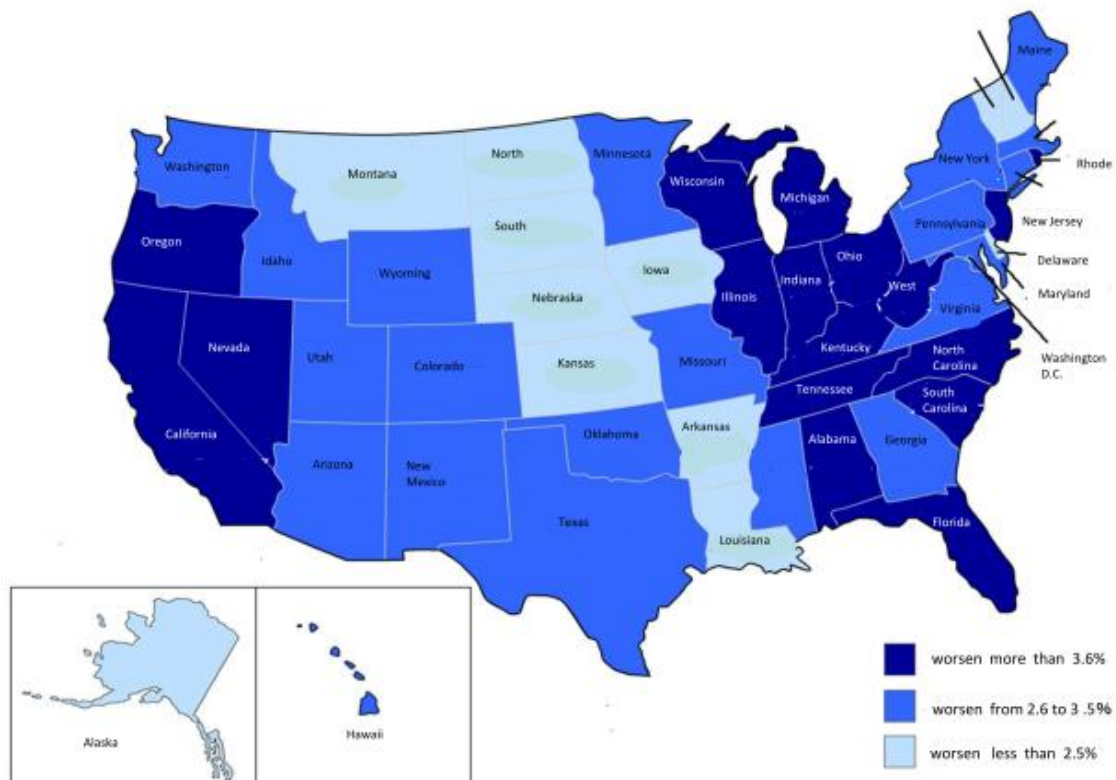 Maine
Washington
Montana
North
Minnesota
New York
Rhode
Wisconsin
Michigan
Oregon
South
Pennsylvania
New Jersey
Idaho
Wyoming
Iowa
Ohio
Delaware
Indiana
West
Nebraska
Illinois
Maryland
Virginia
Nevada
Utah
Colorado
Kansas
Missouri
Kentucky
North
Carolina
Washington
D.C.
Tennessee
South
Carolina
California
Arkansas
Oklahoma
Alabama
Georgia
Arizona
New
Mexico
Texas
Florida
Louisiana
Alaska
Hawaii
worsen more than 3.6%
worsen from 2.6 to 3 .5%
worsen less than 2.5%